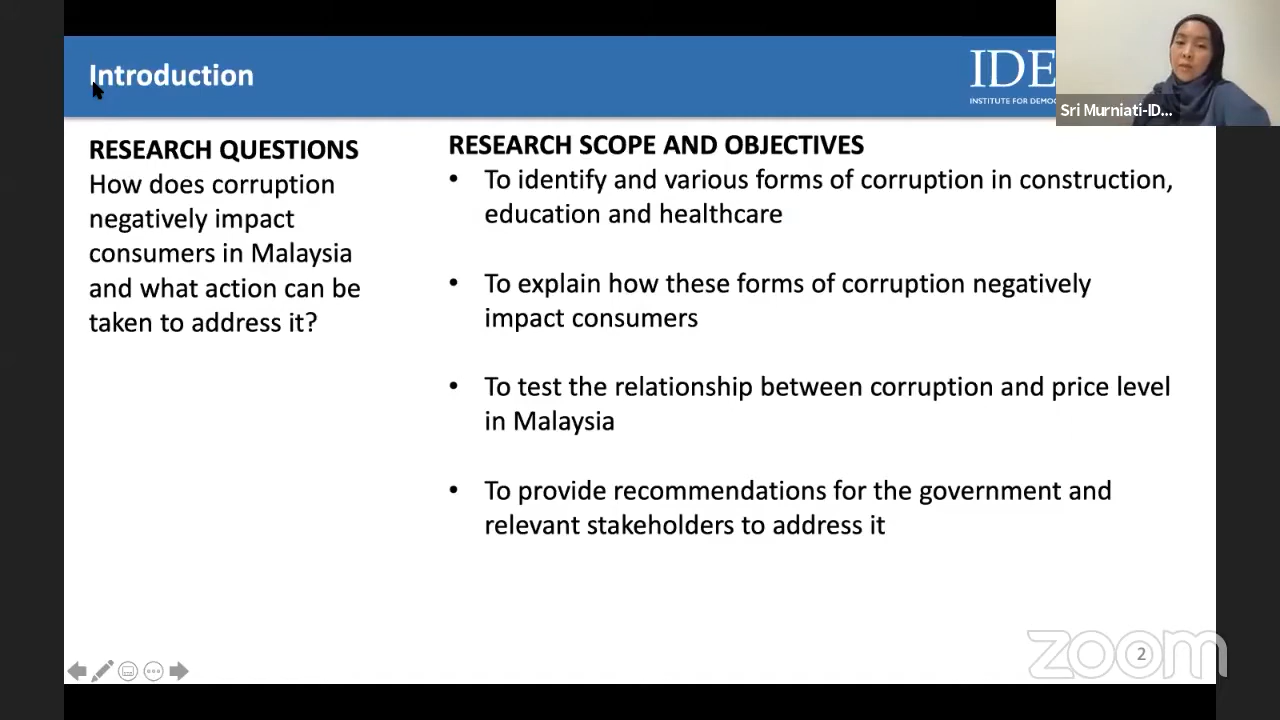 Introduction
IDE
INSTITUTE FOR DEMOC
Sri Murniati-ID...
RESEARCH QUESTIONS
How does corruption
negatively impact
consumers in Malaysia
and what action can be
taken to address it?
RESEARCH SCOPE AND OBJECTIVES
• To identify and various forms of corruption in construction,
education and healthcare
• To explain how these forms of corruption negatively
impact consumers
• To test the relationship between corruption and price level
in Malaysia
• To provide recommendations for the government and
relevant stakeholders to address it
zoom
2